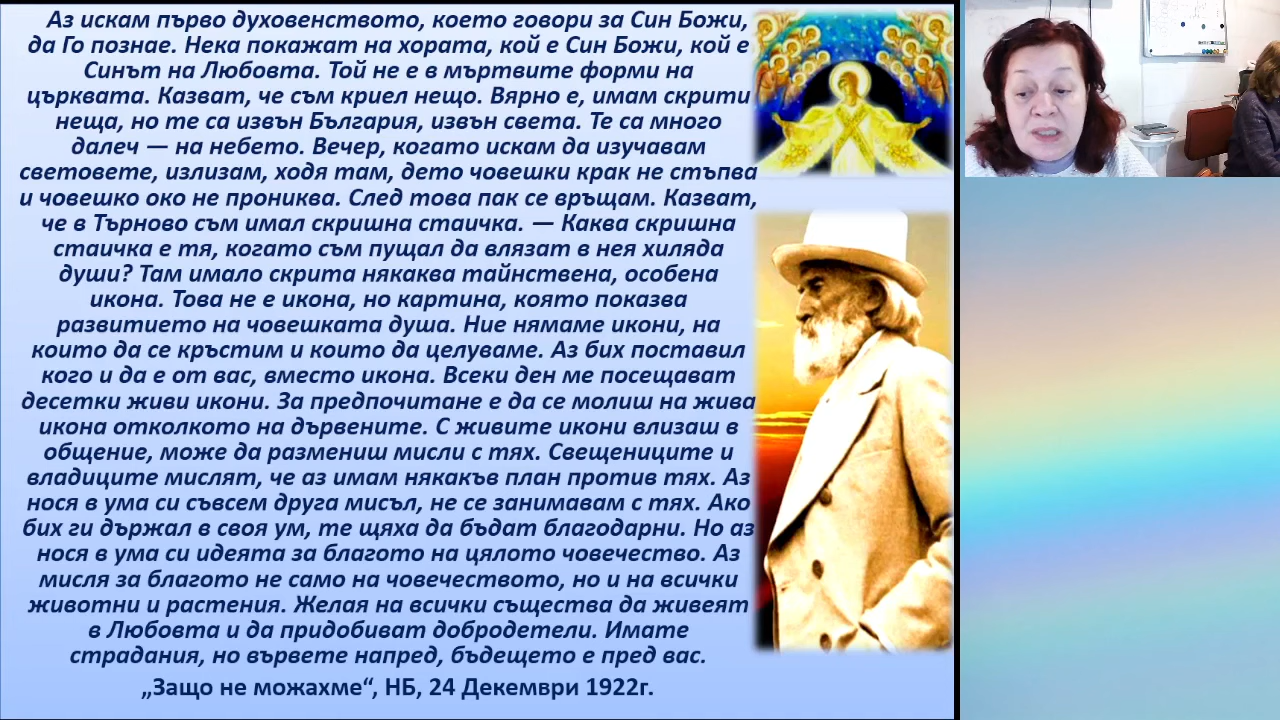 Аз искам първо духовенството, което говори за Син Божи,
да Го познае. Нека покажат на хората, кой е Син Божи, кой е
Синът на Любовта. Той не е в мъртвите форми на
църквата. Казват, че съм криел нещо. Вярно е, имам скрити
неща, но те са извън България, извън света. Те са много
далеч — на небето. Вечер, когато искам да изучавам
световете, излизам, ходя там, дето човешки крак не стъпва
и човешко око не прониква. След това пак се връщам. Казват,
че в Търново съм имал скришна стаичка. — Каква скришна
стаичка е тя, когато съм пущал да влязат в нея хиляда
души? Там имало скрита някаква тайнствена, особена
икона. Това не е икона, но картина, която показва
развитието на човешката душа. Ние нямаме икони, на
които да се кръстим и които да целуваме. Аз бих поставил
кого и да е от вас, вместо икона. Всеки ден ме посещават
десетки живи икони. За предпочитане е да се молиш на жива
икона отколкото на дървените. С живите икони влизаш в
общение, може да размениш мисли с тях. Свещениците и
владиците мислят, че аз имам някакъв план против тях. Аз
нося в ума си съвсем друга мисъл, не се занимавам с тях. Ако
бих ги държал в своя ум, те щяха да бъдат благодарни. Но аз
нося в ума си идеята за благото на цялото човечество. Аз
мисля за благото не само на човечеството, но и на всички
животни и растения. Желая на всички същества да живеят
в Любовта и да придобиват добродетели. Имате
страдания, но вървете напред, бъдещето е пред вас.
„Защо не можахме“, НБ, 24 Декември 1922г.